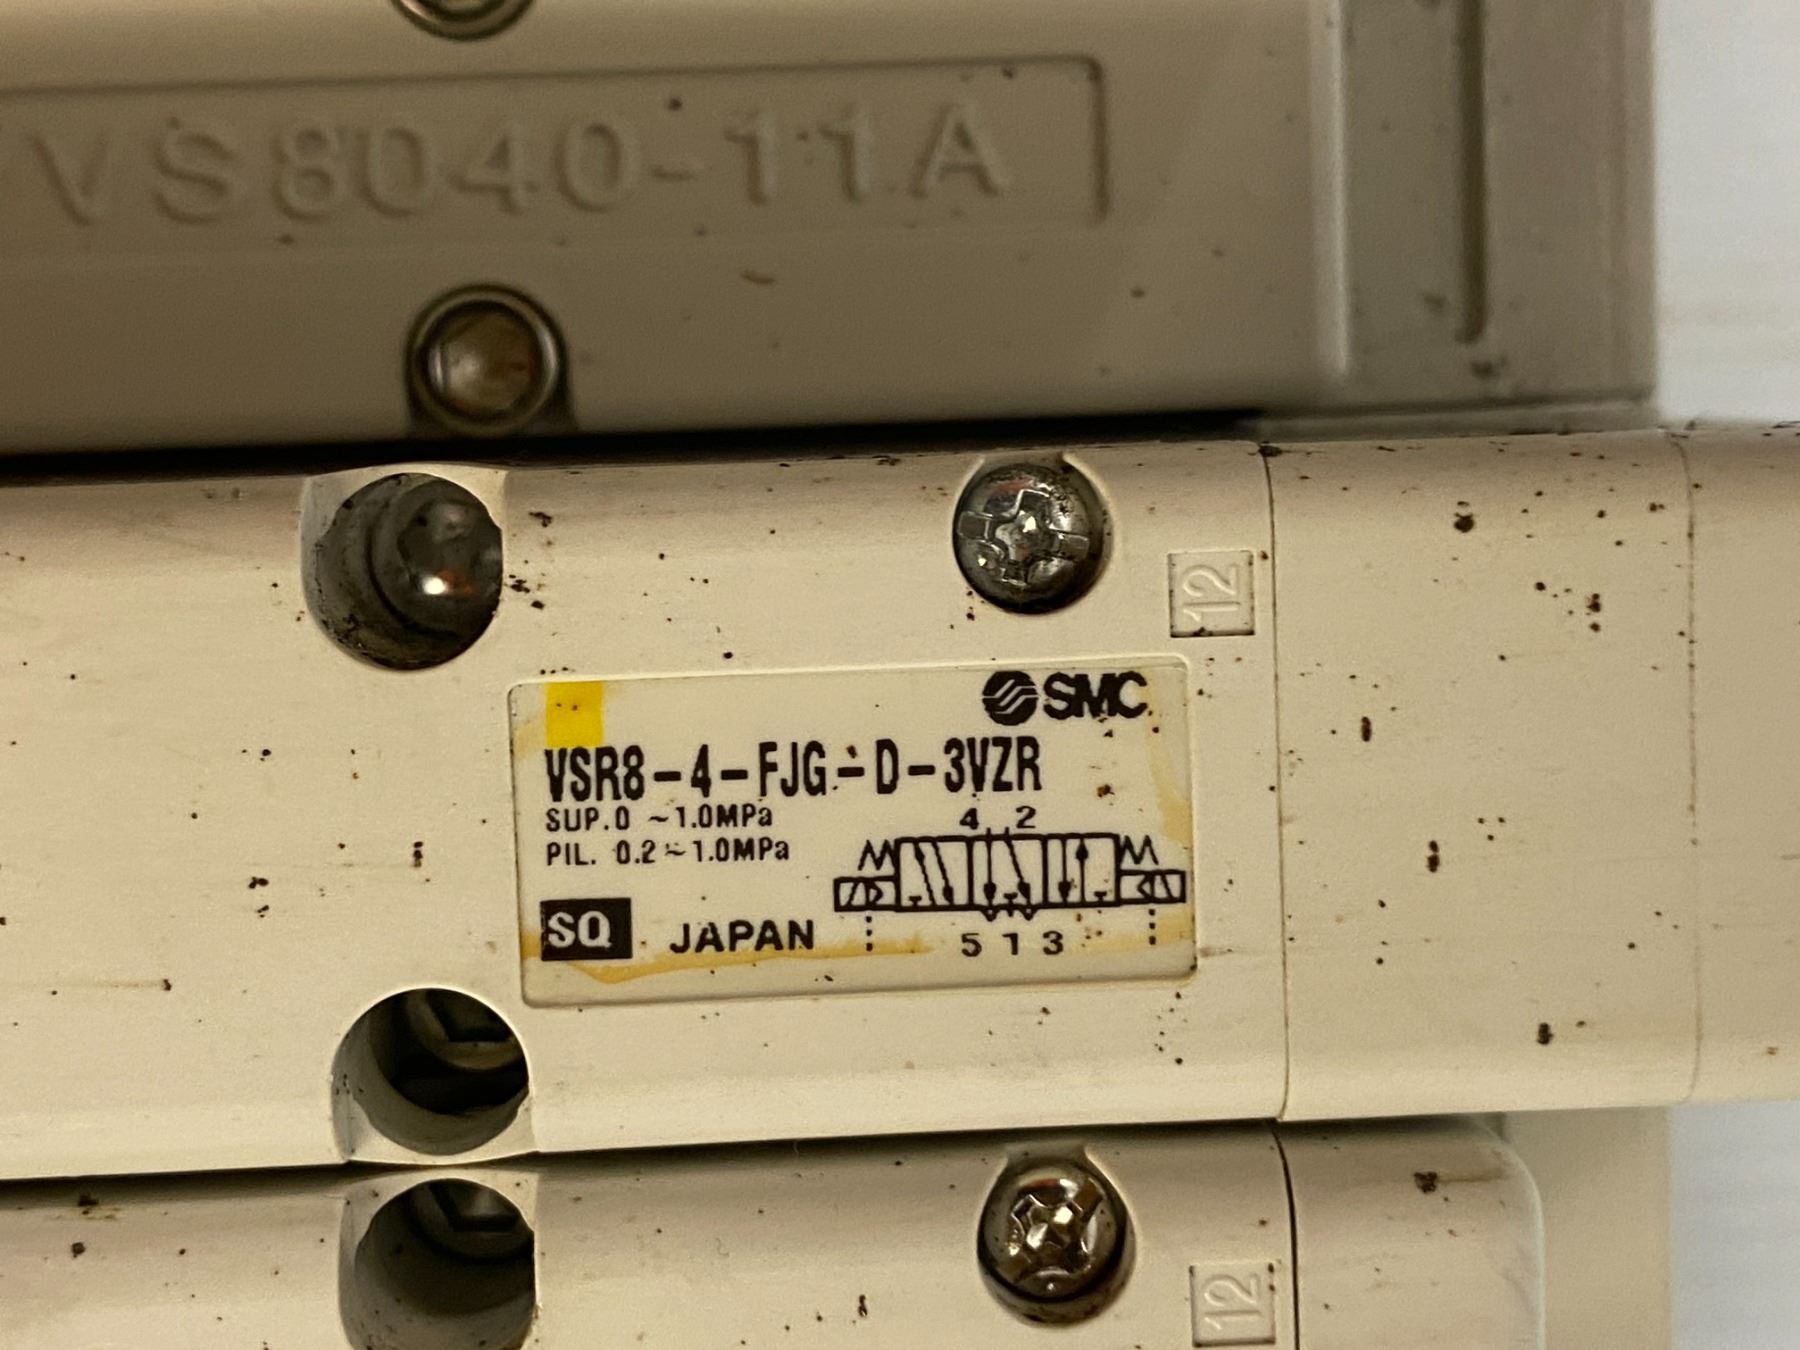 VVS8040-11A
12
SMC
VSR8-4-FJG-D-3VZR
SUP.0 ~1.0MPa
4 2
PIL. 0.2~1.0MPa
SQ JAPAN
5 1 3
12